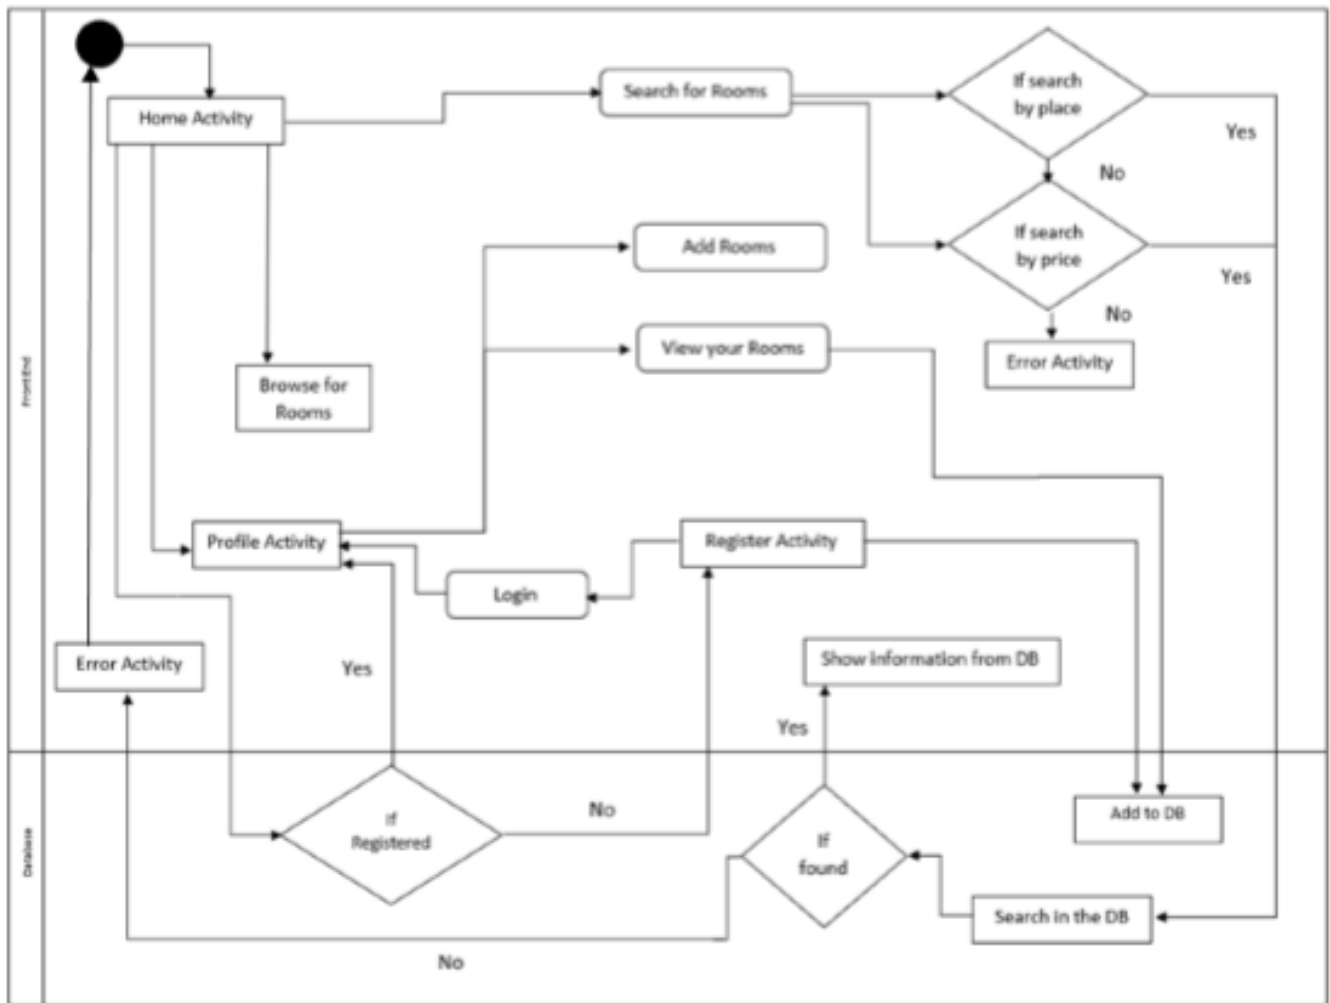 Home Activity
Search for Rooms
If search
by place
Yes
No
Add Rooms
If search
by price
Yes
No
View your Rooms
Error Activity
FrontEnd
Browse for
Rooms
Profile Activity
Register Activity
Login
Error Activity
Yes
Show information from DB
Yes
No
If
Registered
Add to DB
If
found
Database
Search in the DB
No